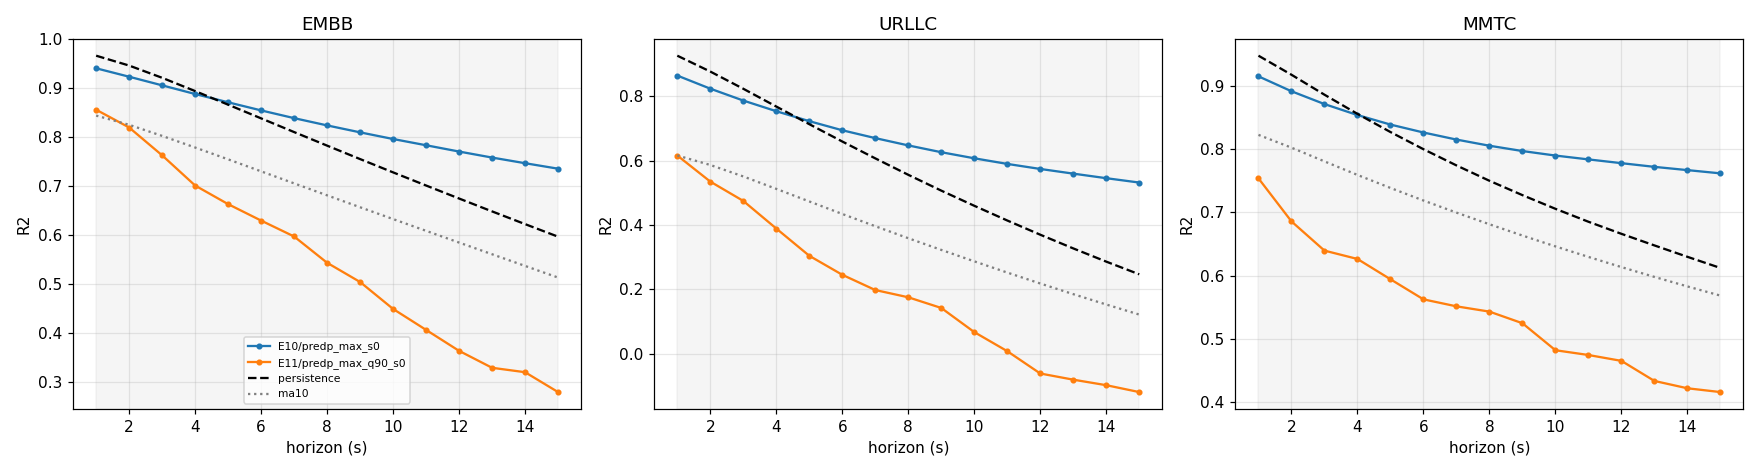 EMBB
R2
1.0
0.9
0.8
0.7
0.6
0.5
0.4
0.3
E10/predp_max_s0
E11/predp_max_q90_s0
persistence
ma10
2 4 6 8 10 12 14
horizon (s)
URLLC
R2
0.8
0.6
0.4
0.2
0.0
2 4 6 8 10 12 14
horizon (s)
MMTC
R2
0.9
0.8
0.7
0.6
0.5
0.4
2 4 6 8 10 12 14
horizon (s)